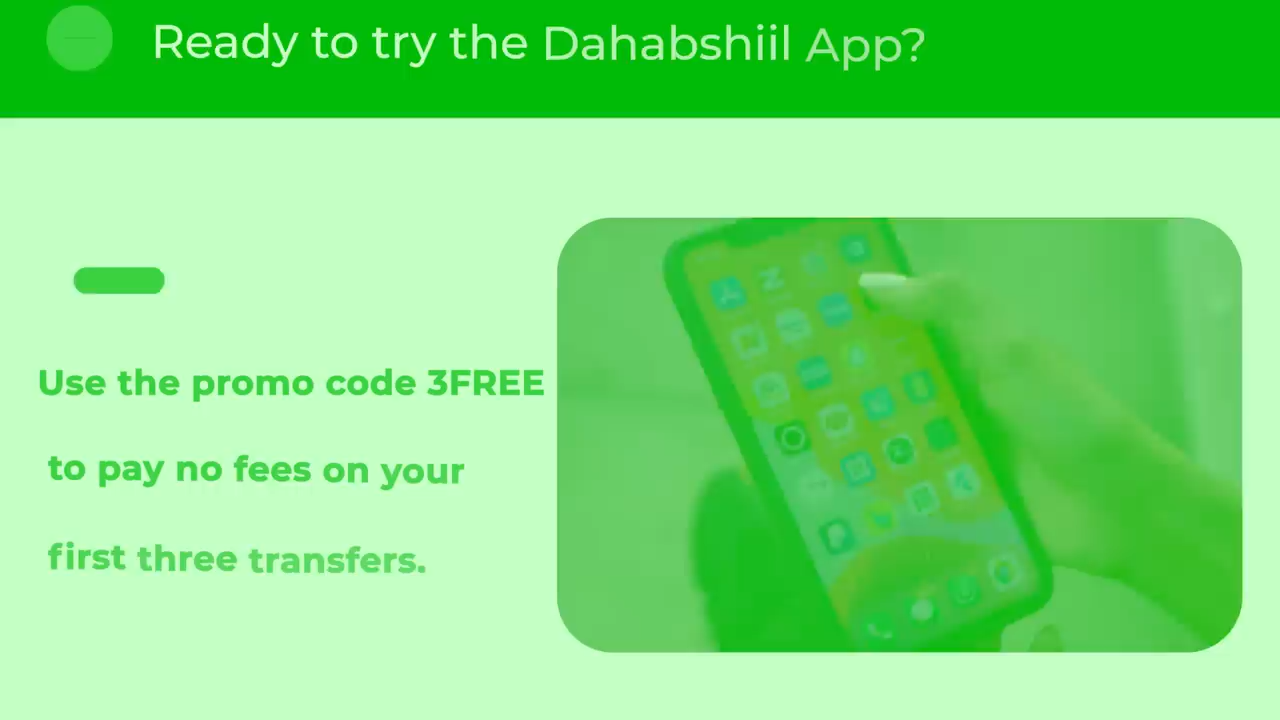 Ready to try the Dahabshiil App?
Use the promo code 3FREE
to pay no fees on your
first three transfers.